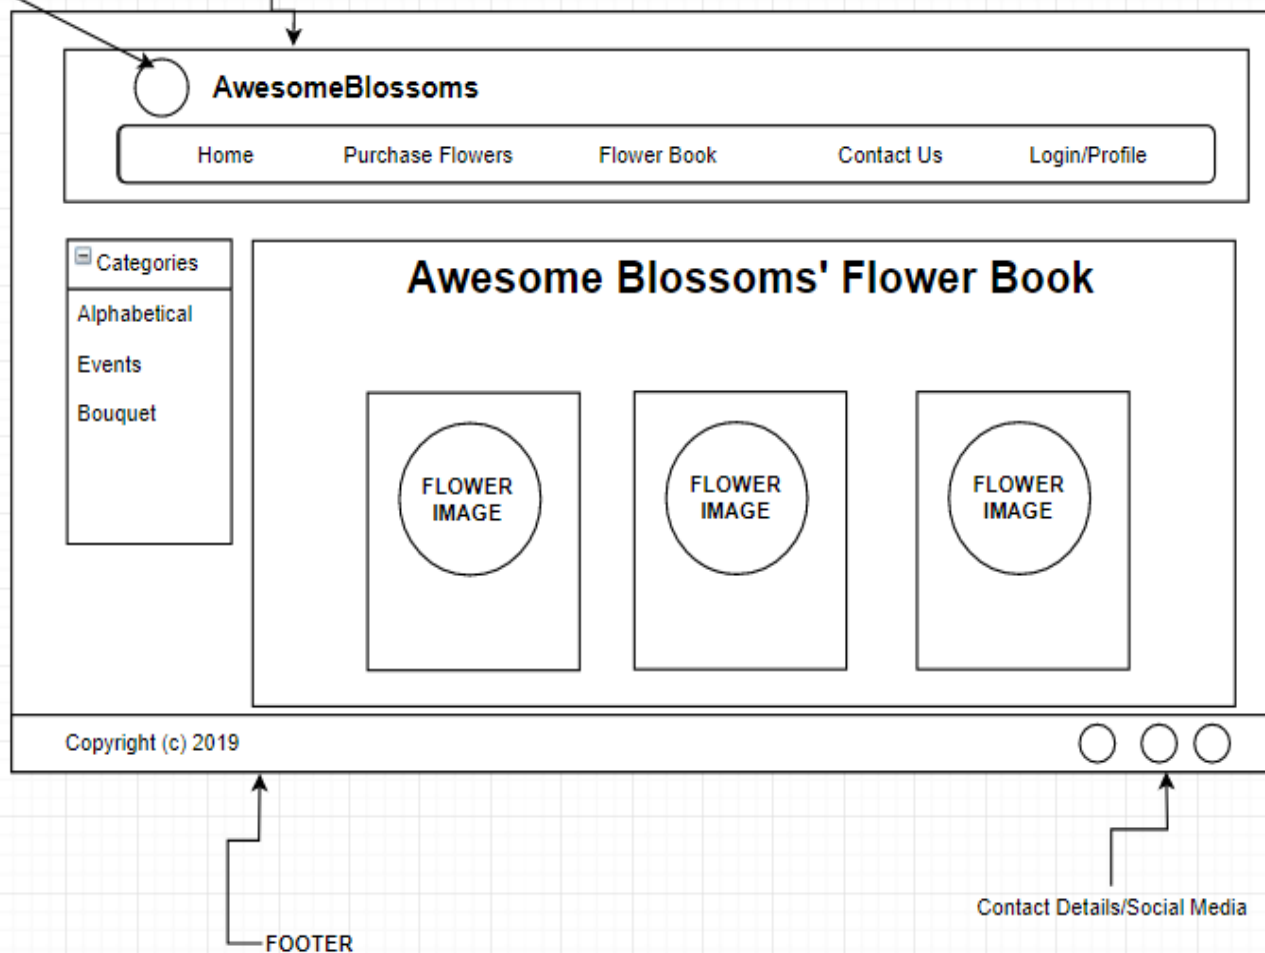 AwesomeBlossoms
Home Purchase Flowers Flower Book Contact Us Login/Profile
Categories
Alphabetical
Events
Bouquet
Awesome Blossoms' Flower Book
FLOWER
IMAGE
FLOWER
IMAGE
FLOWER
IMAGE
Copyright (c) 2019
Contact Details/Social Media
FOOTER